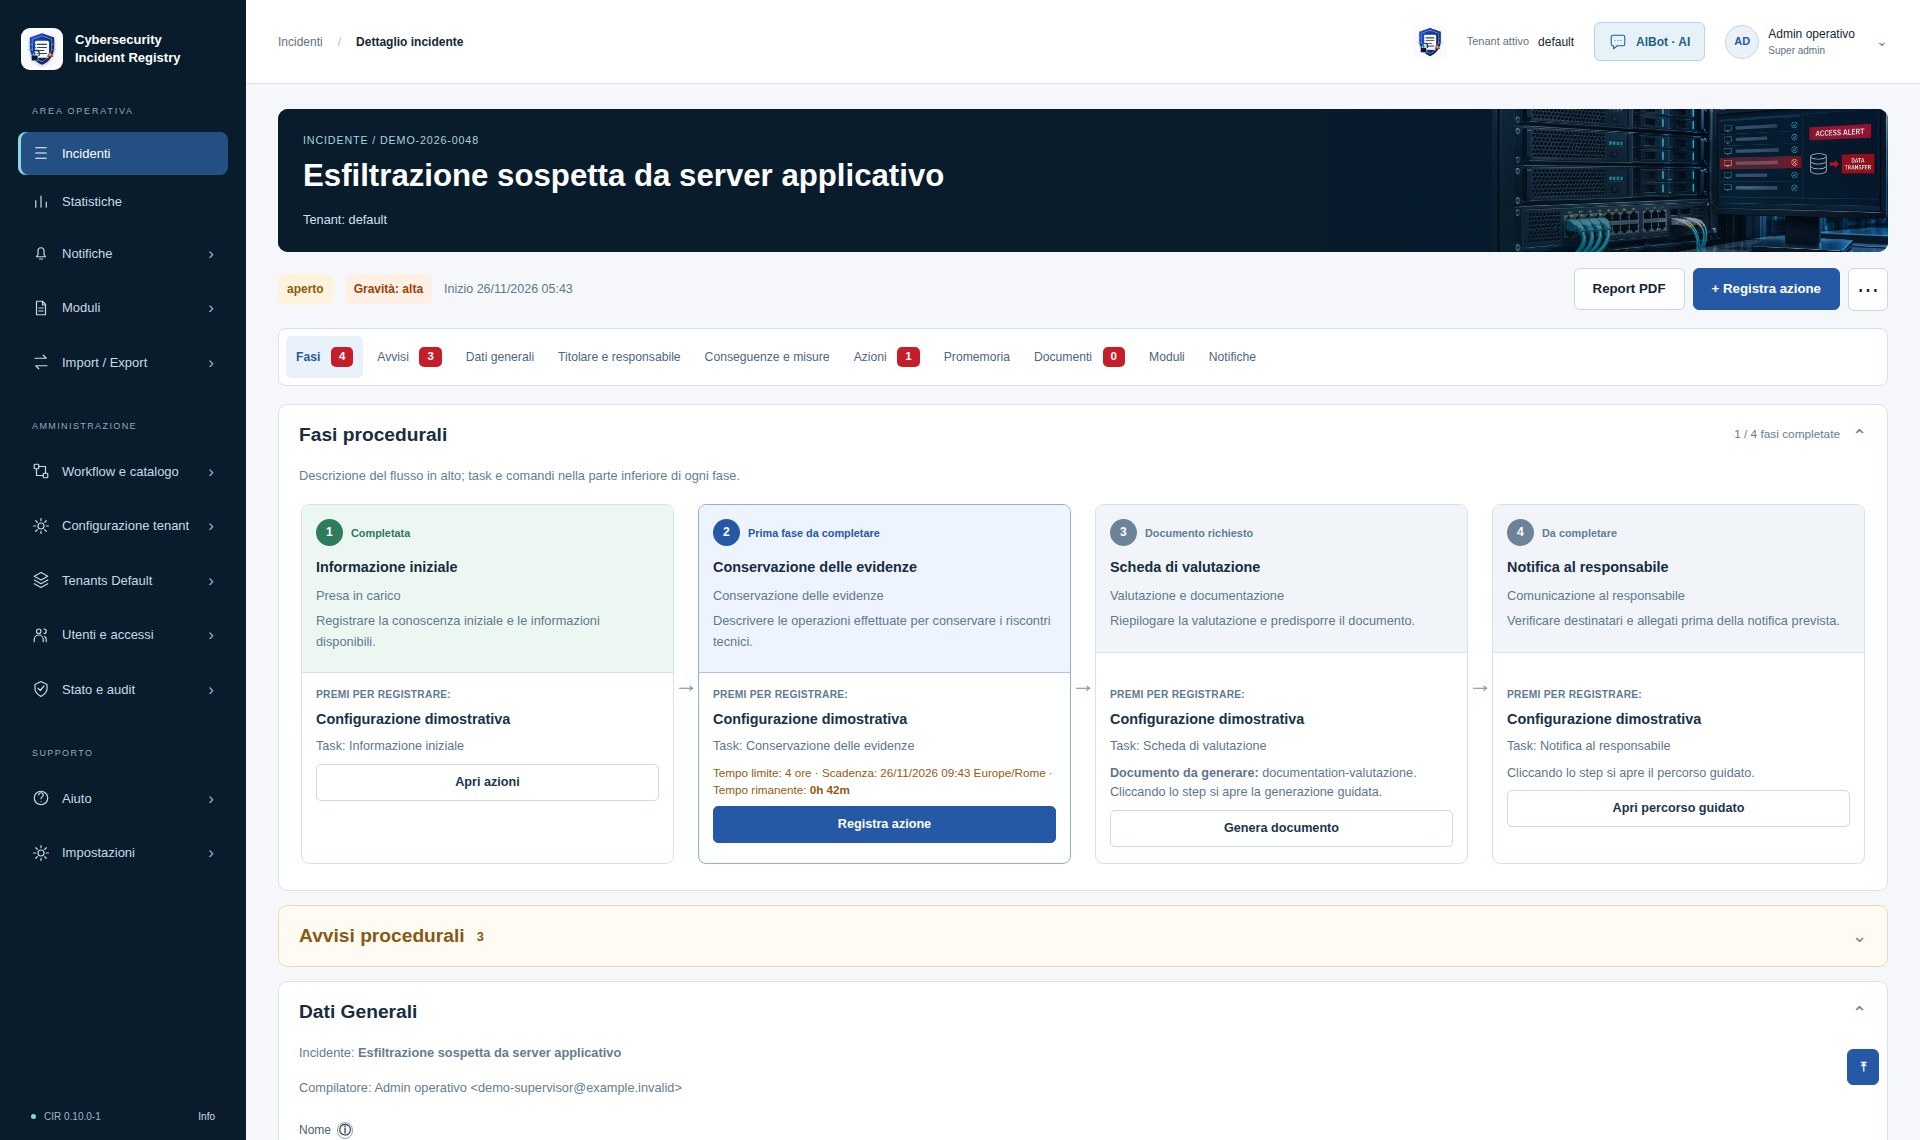 Cybersecurity
Incident Registry
AREA OPERATIVA
Incidenti
Statistiche
Notifiche
Moduli
Import / Export
AMMINISTRAZIONE
Workflow e catalogo
Configurazione tenant
Tenants Default
Utenti e accessi
Stato e audit
SUPPORTO
Aiuto
Impostazioni
CIR 0.10.0-1 Info
Incidenti / Dettaglio incidente
Tenant attivo default
AIBot · AI
AD
Admin operativo
Super admin
INCIDENTE / DEMO-2026-0048
Esfiltrazione sospetta da server applicativo
Tenant: default
ACCESS ALERT
DATA
TRANSFER
aperto Gravità: alta Inizio 26/11/2026 05:43
Report PDF + Registra azione ...
Fasi 4 Avvisi 3 Dati generali Titolare e responsabile Conseguenze e misure Azioni 1 Promemoria Documenti 0 Moduli Notifiche
Fasi procedurali
1 / 4 fasi completate
Descrizione del flusso in alto; task e comandi nella parte inferiore di ogni fase.
1 Completata
Informazione iniziale
Presa in carico
Registrare la conoscenza iniziale e le informazioni
disponibili.
PREMI PER REGISTRARE:
Configurazione dimostrativa
Task: Informazione iniziale
Apri azioni
→
2 Prima fase da completare
Conservazione delle evidenze
Conservazione delle evidenze
Descrivere le operazioni effettuate per conservare i riscontri
tecnici.
PREMI PER REGISTRARE:
Configurazione dimostrativa
Task: Conservazione delle evidenze
Tempo limite: 4 ore · Scadenza: 26/11/2026 09:43 Europe/Rome ·
Tempo rimanente: 0h 42m
Registra azione
→
3 Documento richiesto
Scheda di valutazione
Valutazione e documentazione
Riepilogare la valutazione e predisporre il documento.
PREMI PER REGISTRARE:
Configurazione dimostrativa
Task: Scheda di valutazione
Documento da generare: documentation-valutazione.
Cliccando lo step si apre la generazione guidata.
Genera documento
→
4 Da completare
Notifica al responsabile
Comunicazione al responsabile
Verificare destinatari e allegati prima della notifica prevista.
PREMI PER REGISTRARE:
Configurazione dimostrativa
Task: Notifica al responsabile
Cliccando lo step si apre il percorso guidato.
Apri percorso guidato
Avvisi procedurali 3
Dati Generali
Incidente: Esfiltrazione sospetta da server applicativo
Compilatore: Admin operativo <demo-supervisor@example.invalid>
Nome